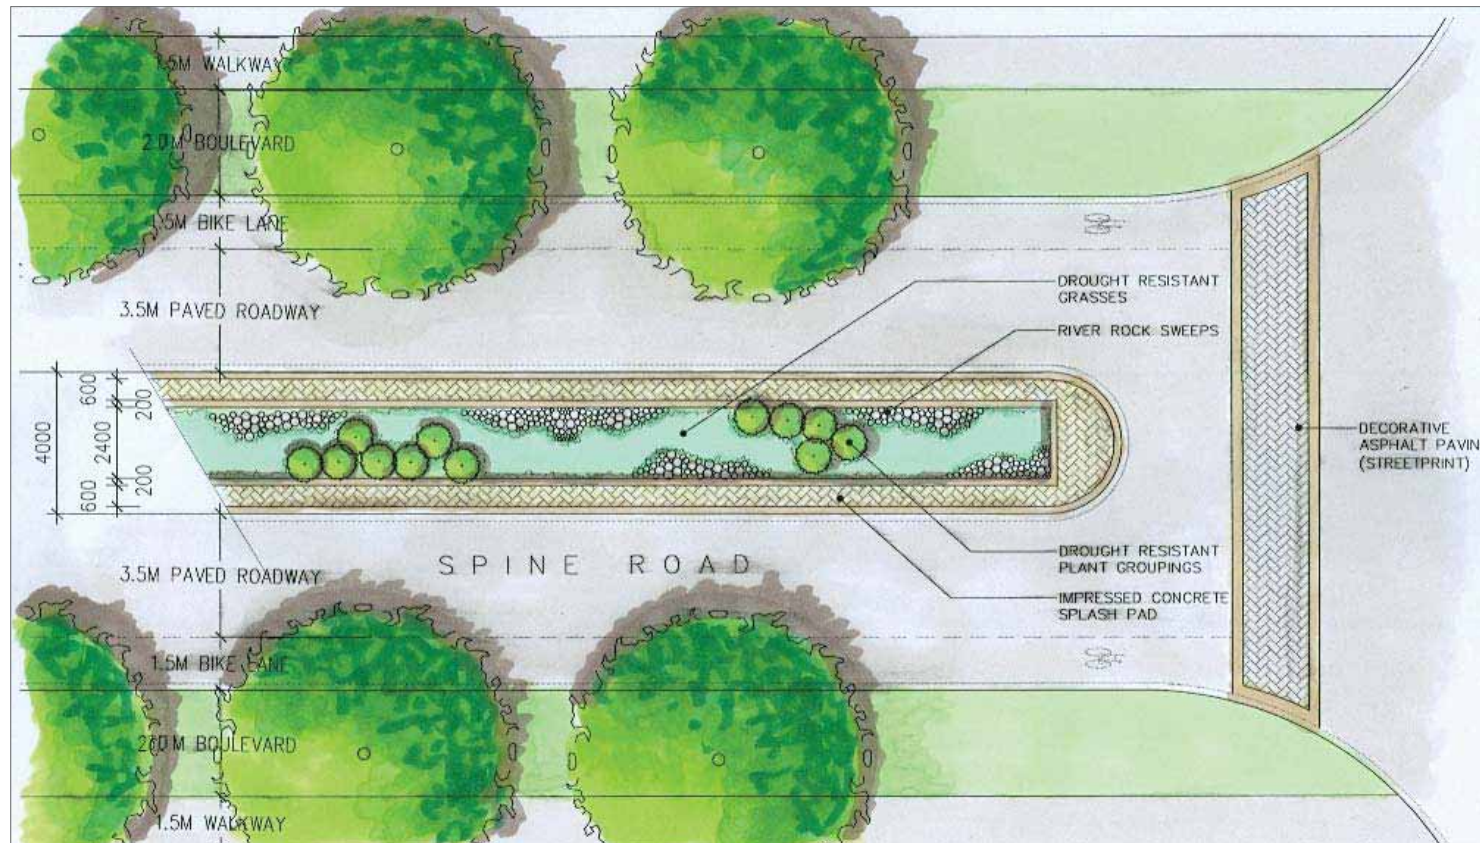 1.5M WALKWAY
2.0M BOULEVARD
1.5M BIKE LANE
3.5M PAVED ROADWAY
DROUGHT RESISTANT
GRASSES
RIVER ROCK SWEEPS
4000
600
200
2400
200
600
DECORATIVE
ASPHALT PAVIN
(STREETPRINT)
SPINE ROAD
DROUGHT RESISTANT
PLANT GROUPINGS
IMPRESSED CONCRETE
SPLASH PAD
3.5M PAVED ROADWAY
1.5M BIKE LANE
2.0M BOULEVARD
1.5M WALKWAY